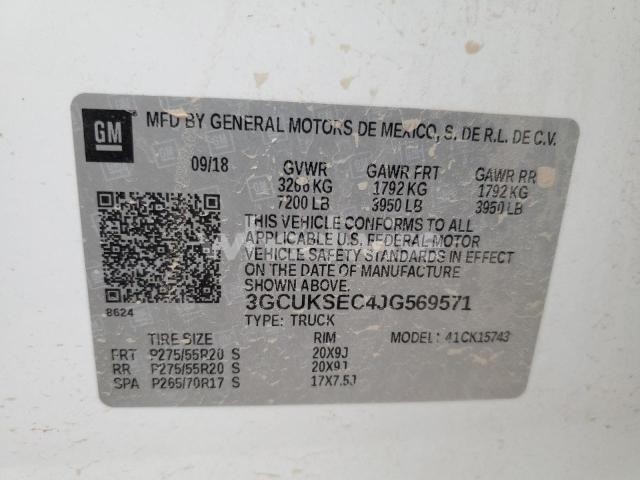 GM MFD BY GENERAL MOTORS DE MEXICO, S. DE R.L. DE C.V.
09/18 GVWR GAWR FRT GAWR RR
3266 KG 1792 KG 1792 KG
7200 LB 3950 LB 3950 LB
THIS VEHICLE CONFORMS TO ALL
APPLICABLE U.S. FEDERAL MOTOR
VEHICLE SAFETY STANDARDS IN EFFECT
ON THE DATE OF MANUFACTURE
SHOWN ABOVE.
8624 3GCUKSEC4JG569571
TYPE: TRUCK
TIRE SIZE RIM MODEL: 41CK15743
FRT P275/55R20 S 20X9J
RR P275/55R20 S 20X9J
SPA P265/70R17 S 17X7.5J